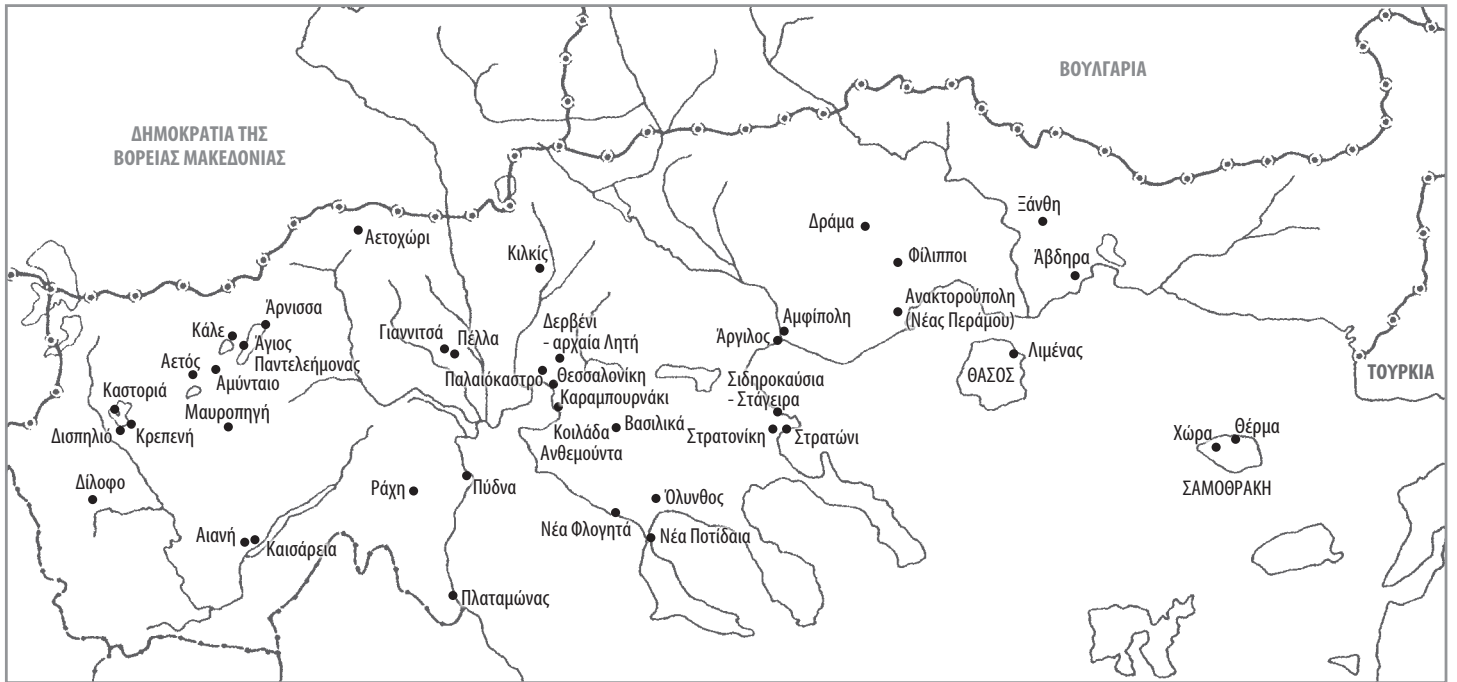 ΒΟΥΛΓΑΡΙΑ
ΔΗΜΟΚΡΑΤΙΑ ΤΗΣ
ΒΟΡΕΙΑΣ ΜΑΚΕΔΟΝΙΑΣ
Ξάνθη
Δράμα
Αετοχώρι
Κιλκίς
Φίλιπποι
Άβδηρα
Ανακτορούπολη
(Νέας Περάμου)
Άρνισσα
Κάλε
Άγιος
Παντελεήμονας
Γιαννιτσά
Πέλλα
Δερβένι
- αρχαία Λητή
Αμφίπολη
Άργιλος
Λιμένας
ΘΑΣΟΣ
ΤΟΥΡΚΙΑ
Αετός
Αμύνταιο
Παλαιόκαστρο
Θεσσαλονίκη
Καραμπουρνάκι
Σιδηροκαύσια
- Στάγειρα
Καστοριά
Μαυροπηγή
Δισπηλιό
Κρεπενή
Κοιλάδα
Ανθεμούντα
Βασιλικά
Στρατονίκη
Στρατώνι
Χώρα
Θέρμα
ΣΑΜΟΘΡΑΚΗ
Δίλοφο
Ράχη
Πύδνα
Όλυνθος
Νέα Φλογητά
Νέα Ποτίδαια
Αιανή
Καισάρεια
Πλαταμώνας